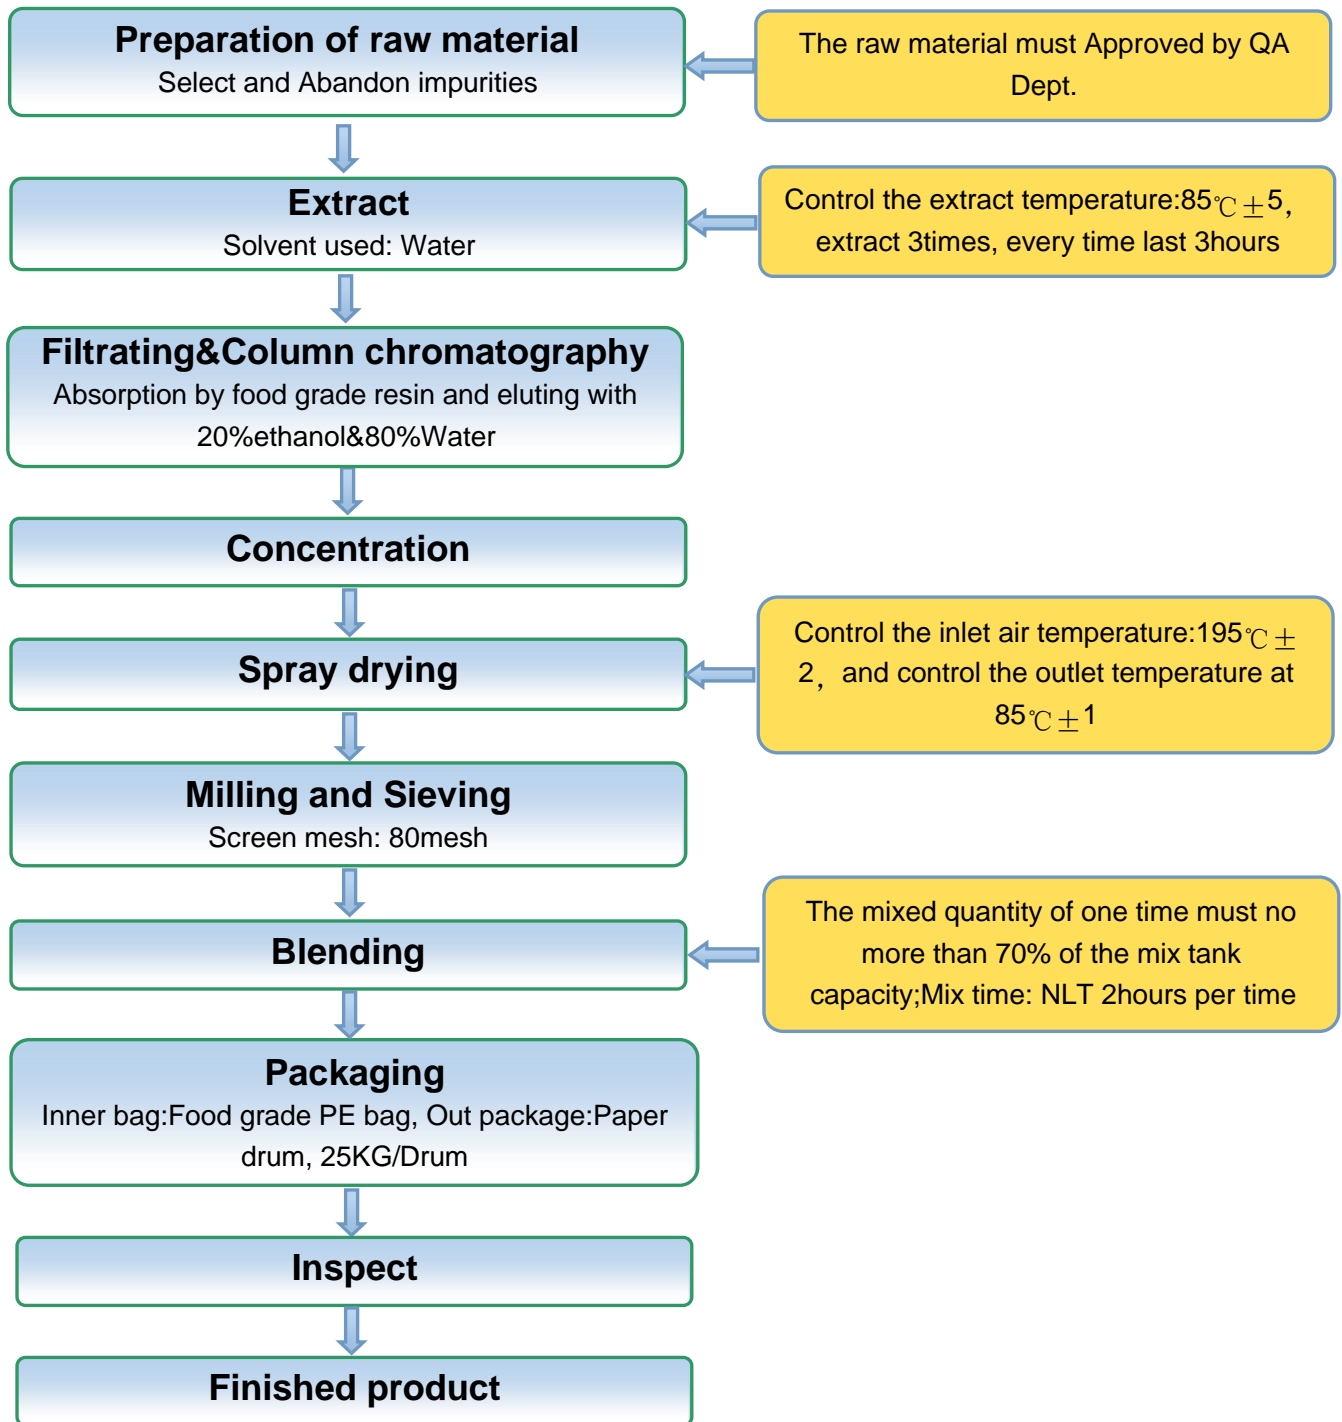 Preparation of raw material
Select and Abandon impurities
The raw material must Approved by QA
Dept.
Extract
Solvent used: Water
Control the extract temperature:85℃±5，
extract 3times, every time last 3hours
Filtrating&Column chromatography
Absorption by food grade resin and eluting with
20%ethanol&80%Water
Concentration
Spray drying
Control the inlet air temperature:195℃±
2，and control the outlet temperature at
85℃±1
Milling and Sieving
Screen mesh: 80mesh
Blending
The mixed quantity of one time must no
more than 70% of the mix tank
capacity;Mix time: NLT 2hours per time
Packaging
Inner bag:Food grade PE bag, Out package:Paper
drum, 25KG/Drum
Inspect
Finished product